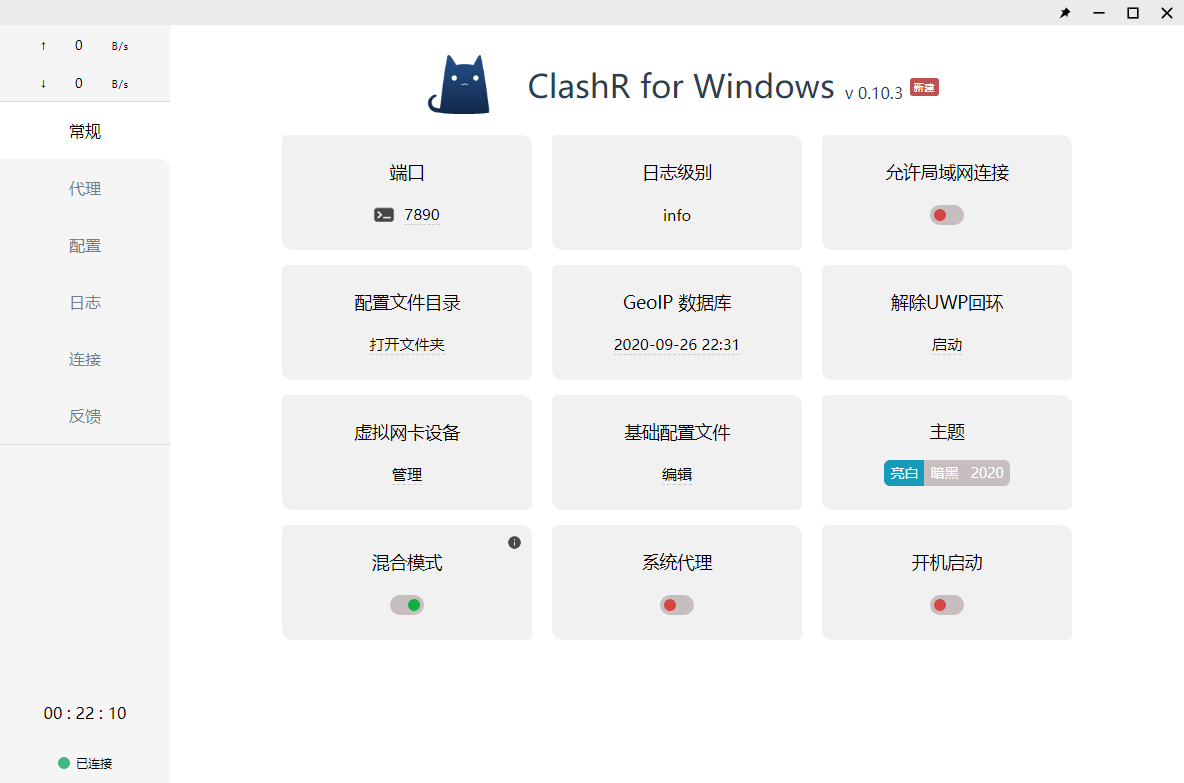 ↑ 0 B/s
↓ 0 B/s
常规
代理
配置
日志
连接
反馈
00 : 22 : 10
已连接
ClashR for Windows v 0.10.3 新建
端口
7890
日志级别
info
允许局域网连接
配置文件目录
打开文件夹
GeoIP 数据库
2020-09-26 22:31
解除UWP回环
启动
虚拟网卡设备
管理
基础配置文件
编辑
主题
亮白 暗黑 2020
混合模式
系统代理
开机启动